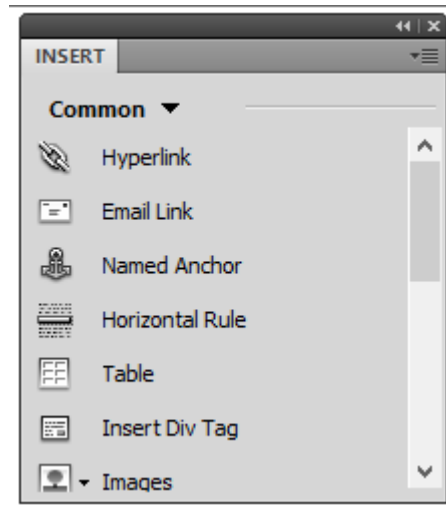 INSERT
Common
Hyperlink
Email Link
Named Anchor
Horizontal Rule
Table
Insert Div Tag
Images